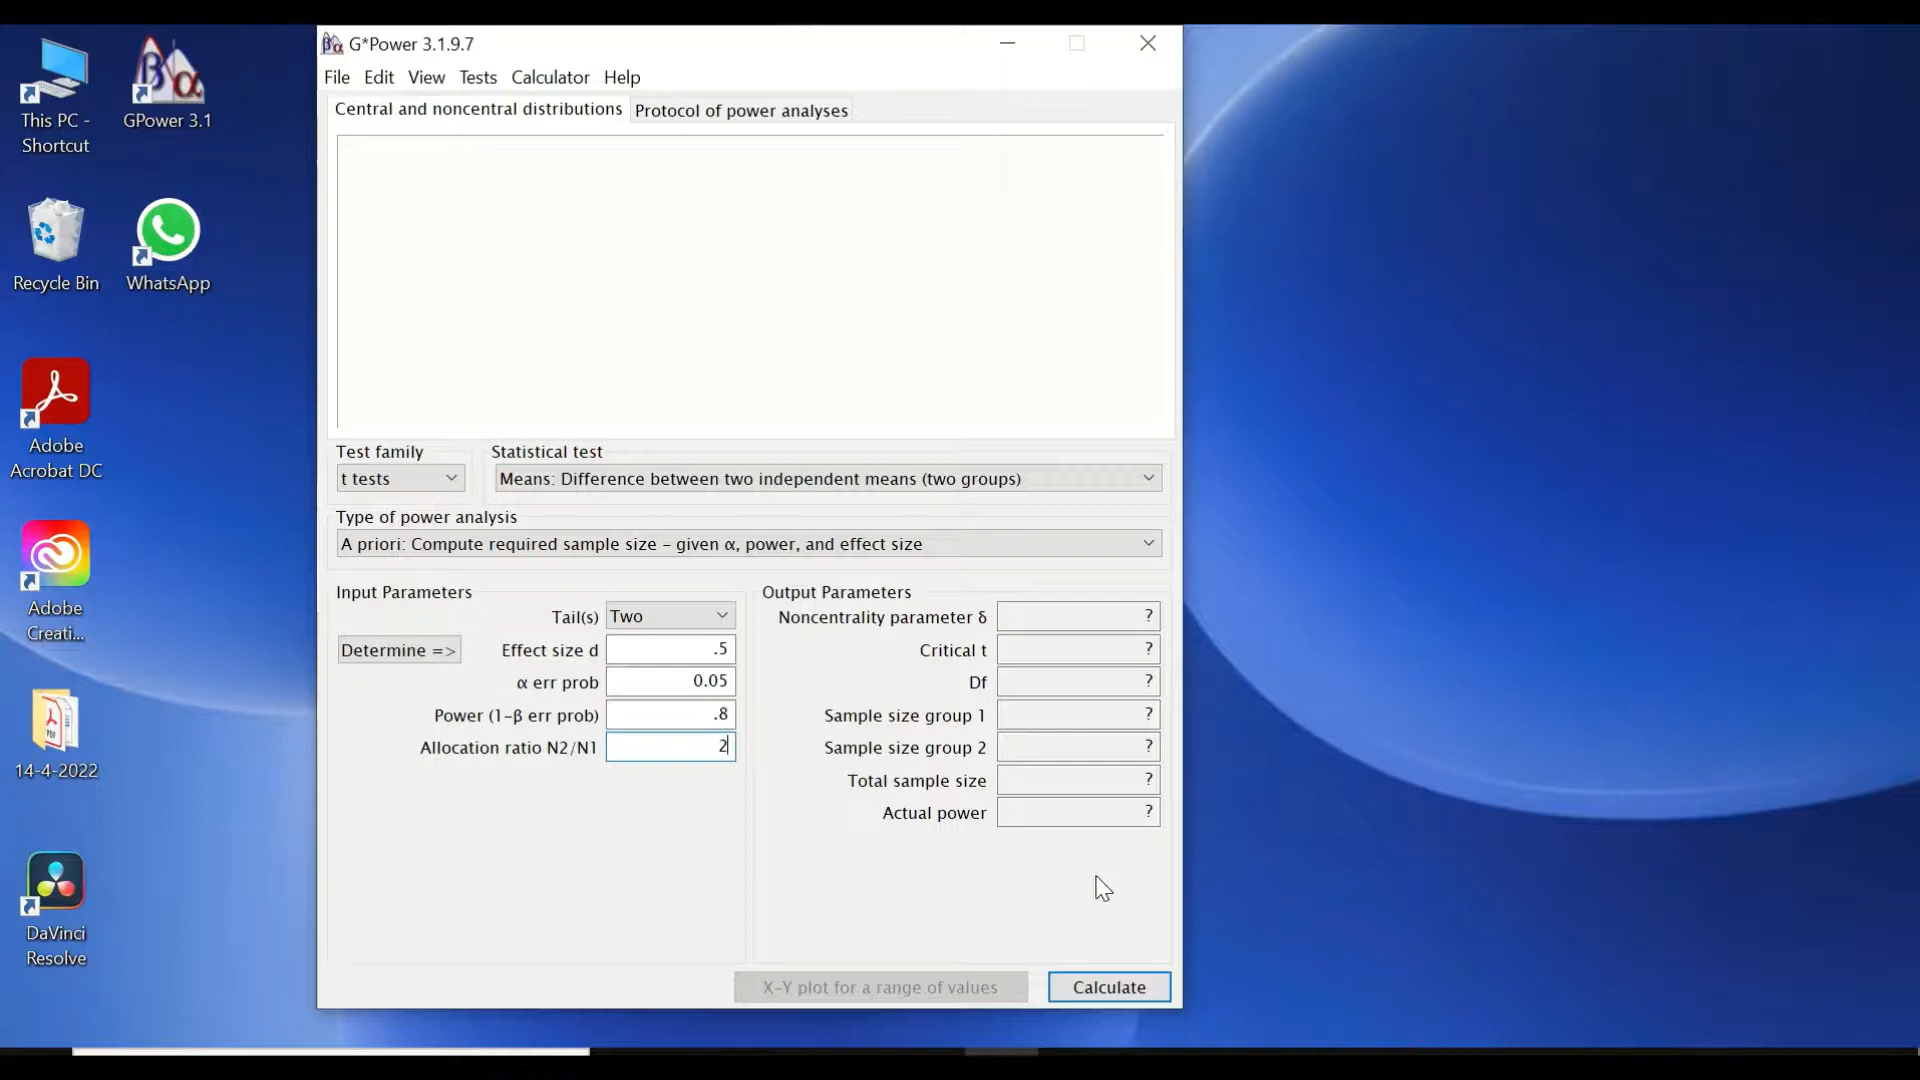 This PC -
Shortcut
GPower 3.1
Recycle Bin
WhatsApp
Adobe
Acrobat DC
Adobe
Creati...
14-4-2022
DaVinci
Resolve
G*Power 3.1.9.7
File Edit View Tests Calculator Help
Central and noncentral distributions Protocol of power analyses
Test family Statistical test
t tests Means: Difference between two independent means (two groups)
Type of power analysis
A priori: Compute required sample size – given α, power, and effect size
Input Parameters Output Parameters
Tail(s) Two Noncentrality parameter δ ?
Determine => Effect size d .5 Critical t ?
α err prob 0.05 Df ?
Power (1-β err prob) .8 Sample size group 1 ?
Allocation ratio N2/N1 2 Sample size group 2 ?
Total sample size ?
Actual power ?
X-Y plot for a range of values Calculate